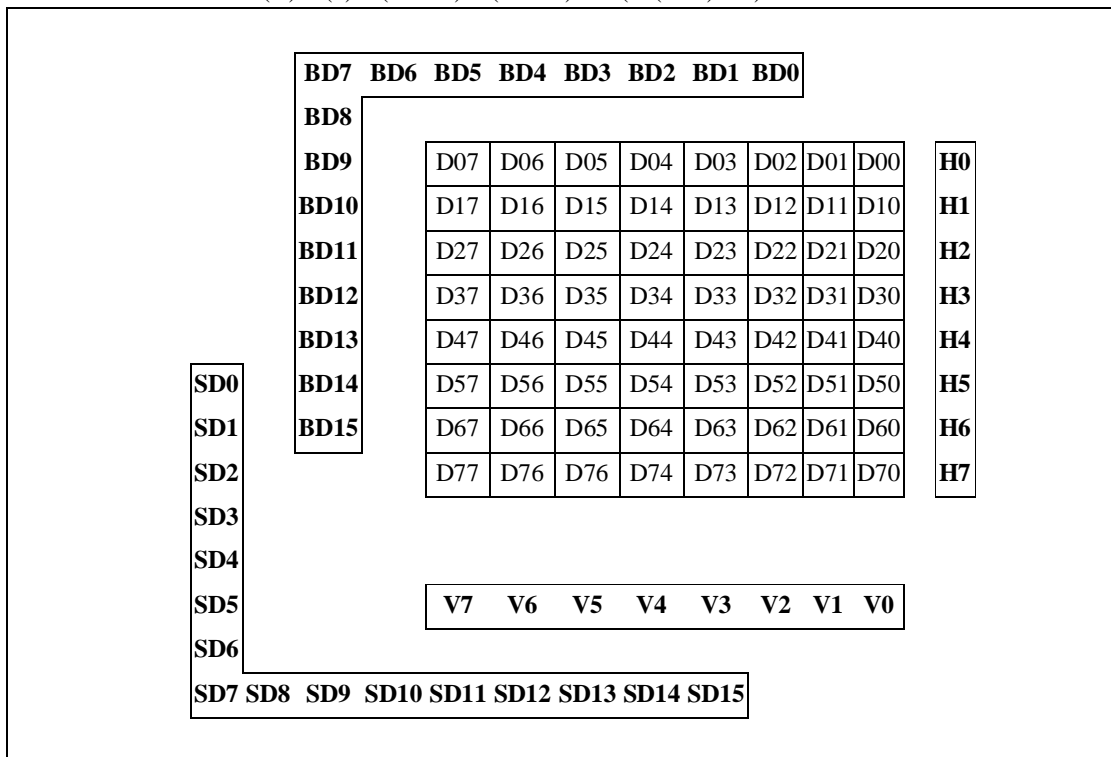 BD7 BD6 BD5 BD4 BD3 BD2 BD1 BD0
BD8
BD9 D07 D06 D05 D04 D03 D02 D01 D00 H0
BD10 D17 D16 D15 D14 D13 D12 D11 D10 H1
BD11 D27 D26 D25 D24 D23 D22 D21 D20 H2
BD12 D37 D36 D35 D34 D33 D32 D31 D30 H3
BD13 D47 D46 D45 D44 D43 D42 D41 D40 H4
SD0 BD14 D57 D56 D55 D54 D53 D52 D51 D50 H5
SD1 BD15 D67 D66 D65 D64 D63 D62 D61 D60 H6
SD2 D77 D76 D76 D74 D73 D72 D71 D70 H7
SD3
SD4
SD5 V7 V6 V5 V4 V3 V2 V1 V0
SD6
SD7 SD8 SD9 SD10 SD11 SD12 SD13 SD14 SD15